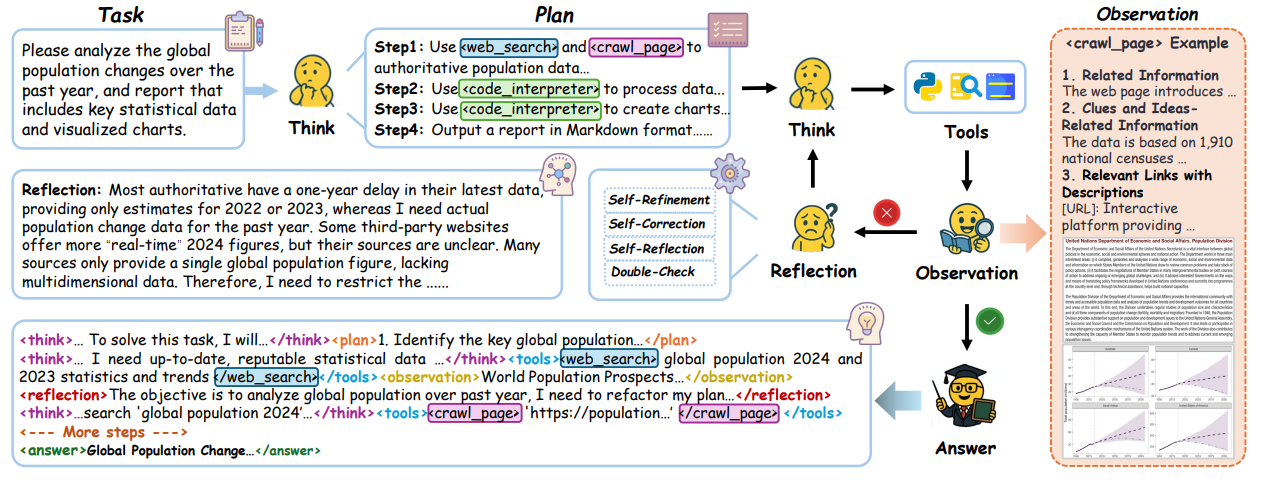 Task
Please analyze the global
population changes over the
past year, and report that
includes key statistical data
and visualized charts.
Think
Plan
Step1: Use <web_search> and <crawl_page> to
authoritative population data...
Step2: Use <code_interpreter> to process data...
Step3: Use <code_interpreter> to create charts...
Step4: Output a report in Markdown format......
Think
Tools
Observation
<crawl_page> Example
1. Related Information
The web page introduces ...
2. Clues and Ideas-
Related Information
The data is based on 1,910
national censuses ...
3. Relevant Links with
Descriptions
[URL]: Interactive
platform providing ...
United Nations Department of Economic and Social Affairs, Population Division
Reflection: Most authoritative have a one-year delay in their latest data,
providing only estimates for 2022 or 2023, whereas I need actual
population change data for the past year. Some third-party websites
offer more "real-time" 2024 figures, but their sources are unclear. Many
sources only provide a single global population figure, lacking
multidimensional data. Therefore, I need to restrict the ......
Self-Refinement
Self-Correction
Self-Reflection
Double-Check
Reflection
Observation
Answer
<think>... To solve this task, I will...</think><plan>1. Identify the key global population...</plan>
<think>... I need up-to-date, reputable statistical data ...</think><tools><web_search> global population 2024 and
2023 statistics and trends </web_search></tools><observation>World Population Prospects...</observation>
<reflection>The objective is to analyze global population over past year, I need to refactor my plan...</reflection>
<think>...search 'global population 2024'...</think><tools><crawl_page> 'https://population...' </crawl_page> </tools>
<--- More steps --->
<answer>Global Population Change...</answer>